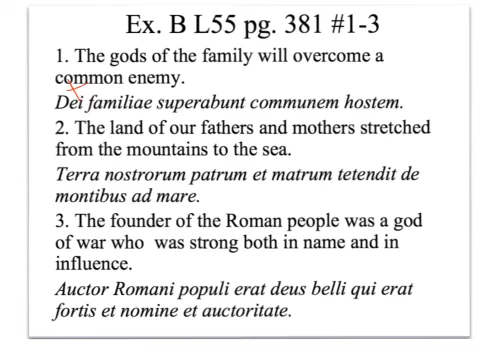 Ex. B L55 pg. 381 #1-3
1. The gods of the family will overcome a
common enemy.
Dei familiae superabunt communem hostem.
2. The land of our fathers and mothers stretched
from the mountains to the sea.
Terra nostrorum patrum et matrum tetendit de
montibus ad mare.
3. The founder of the Roman people was a god
of war who  was strong both in name and in
influence.
Auctor Romani populi erat deus belli qui erat
fortis et nomine et auctoritate.